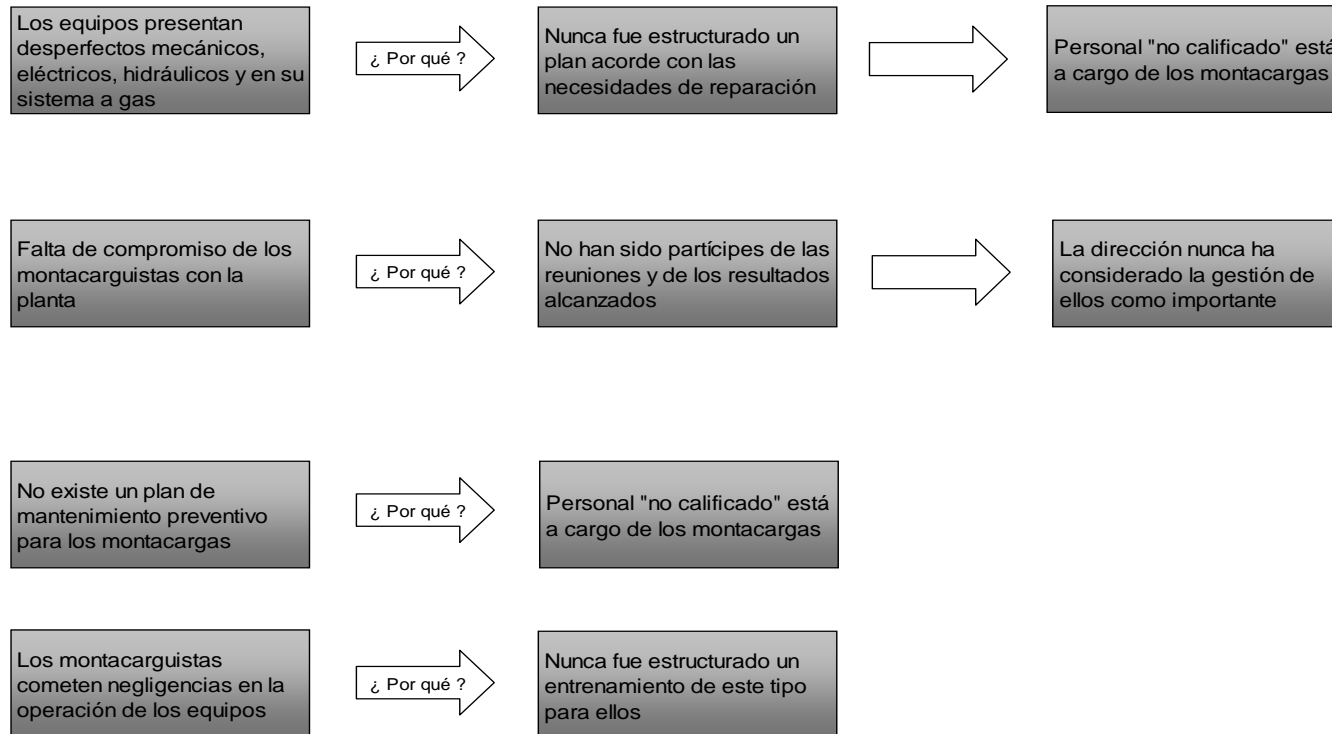 Los equipos presentan
desperfectos mecánicos,
eléctricos, hidráulicos y en su
sistema a gas
¿ Por qué ?
Nunca fue estructurado un
plan acorde con las
necesidades de reparación
Personal "no calificado" está
a cargo de los montacargas
Falta de compromiso de los
montacarguistas con la
planta
¿ Por qué ?
No han sido partícipes de las
reuniones y de los resultados
alcanzados
La dirección nunca ha
considerado la gestión de
ellos como importante
No existe un plan de
mantenimiento preventivo
para los montacargas
¿ Por qué ?
Personal "no calificado" está
a cargo de los montacargas
Los montacarguistas
cometen negligencias en la
operación de los equipos
¿ Por qué ?
Nunca fue estructurado un
entrenamiento de este tipo
para ellos